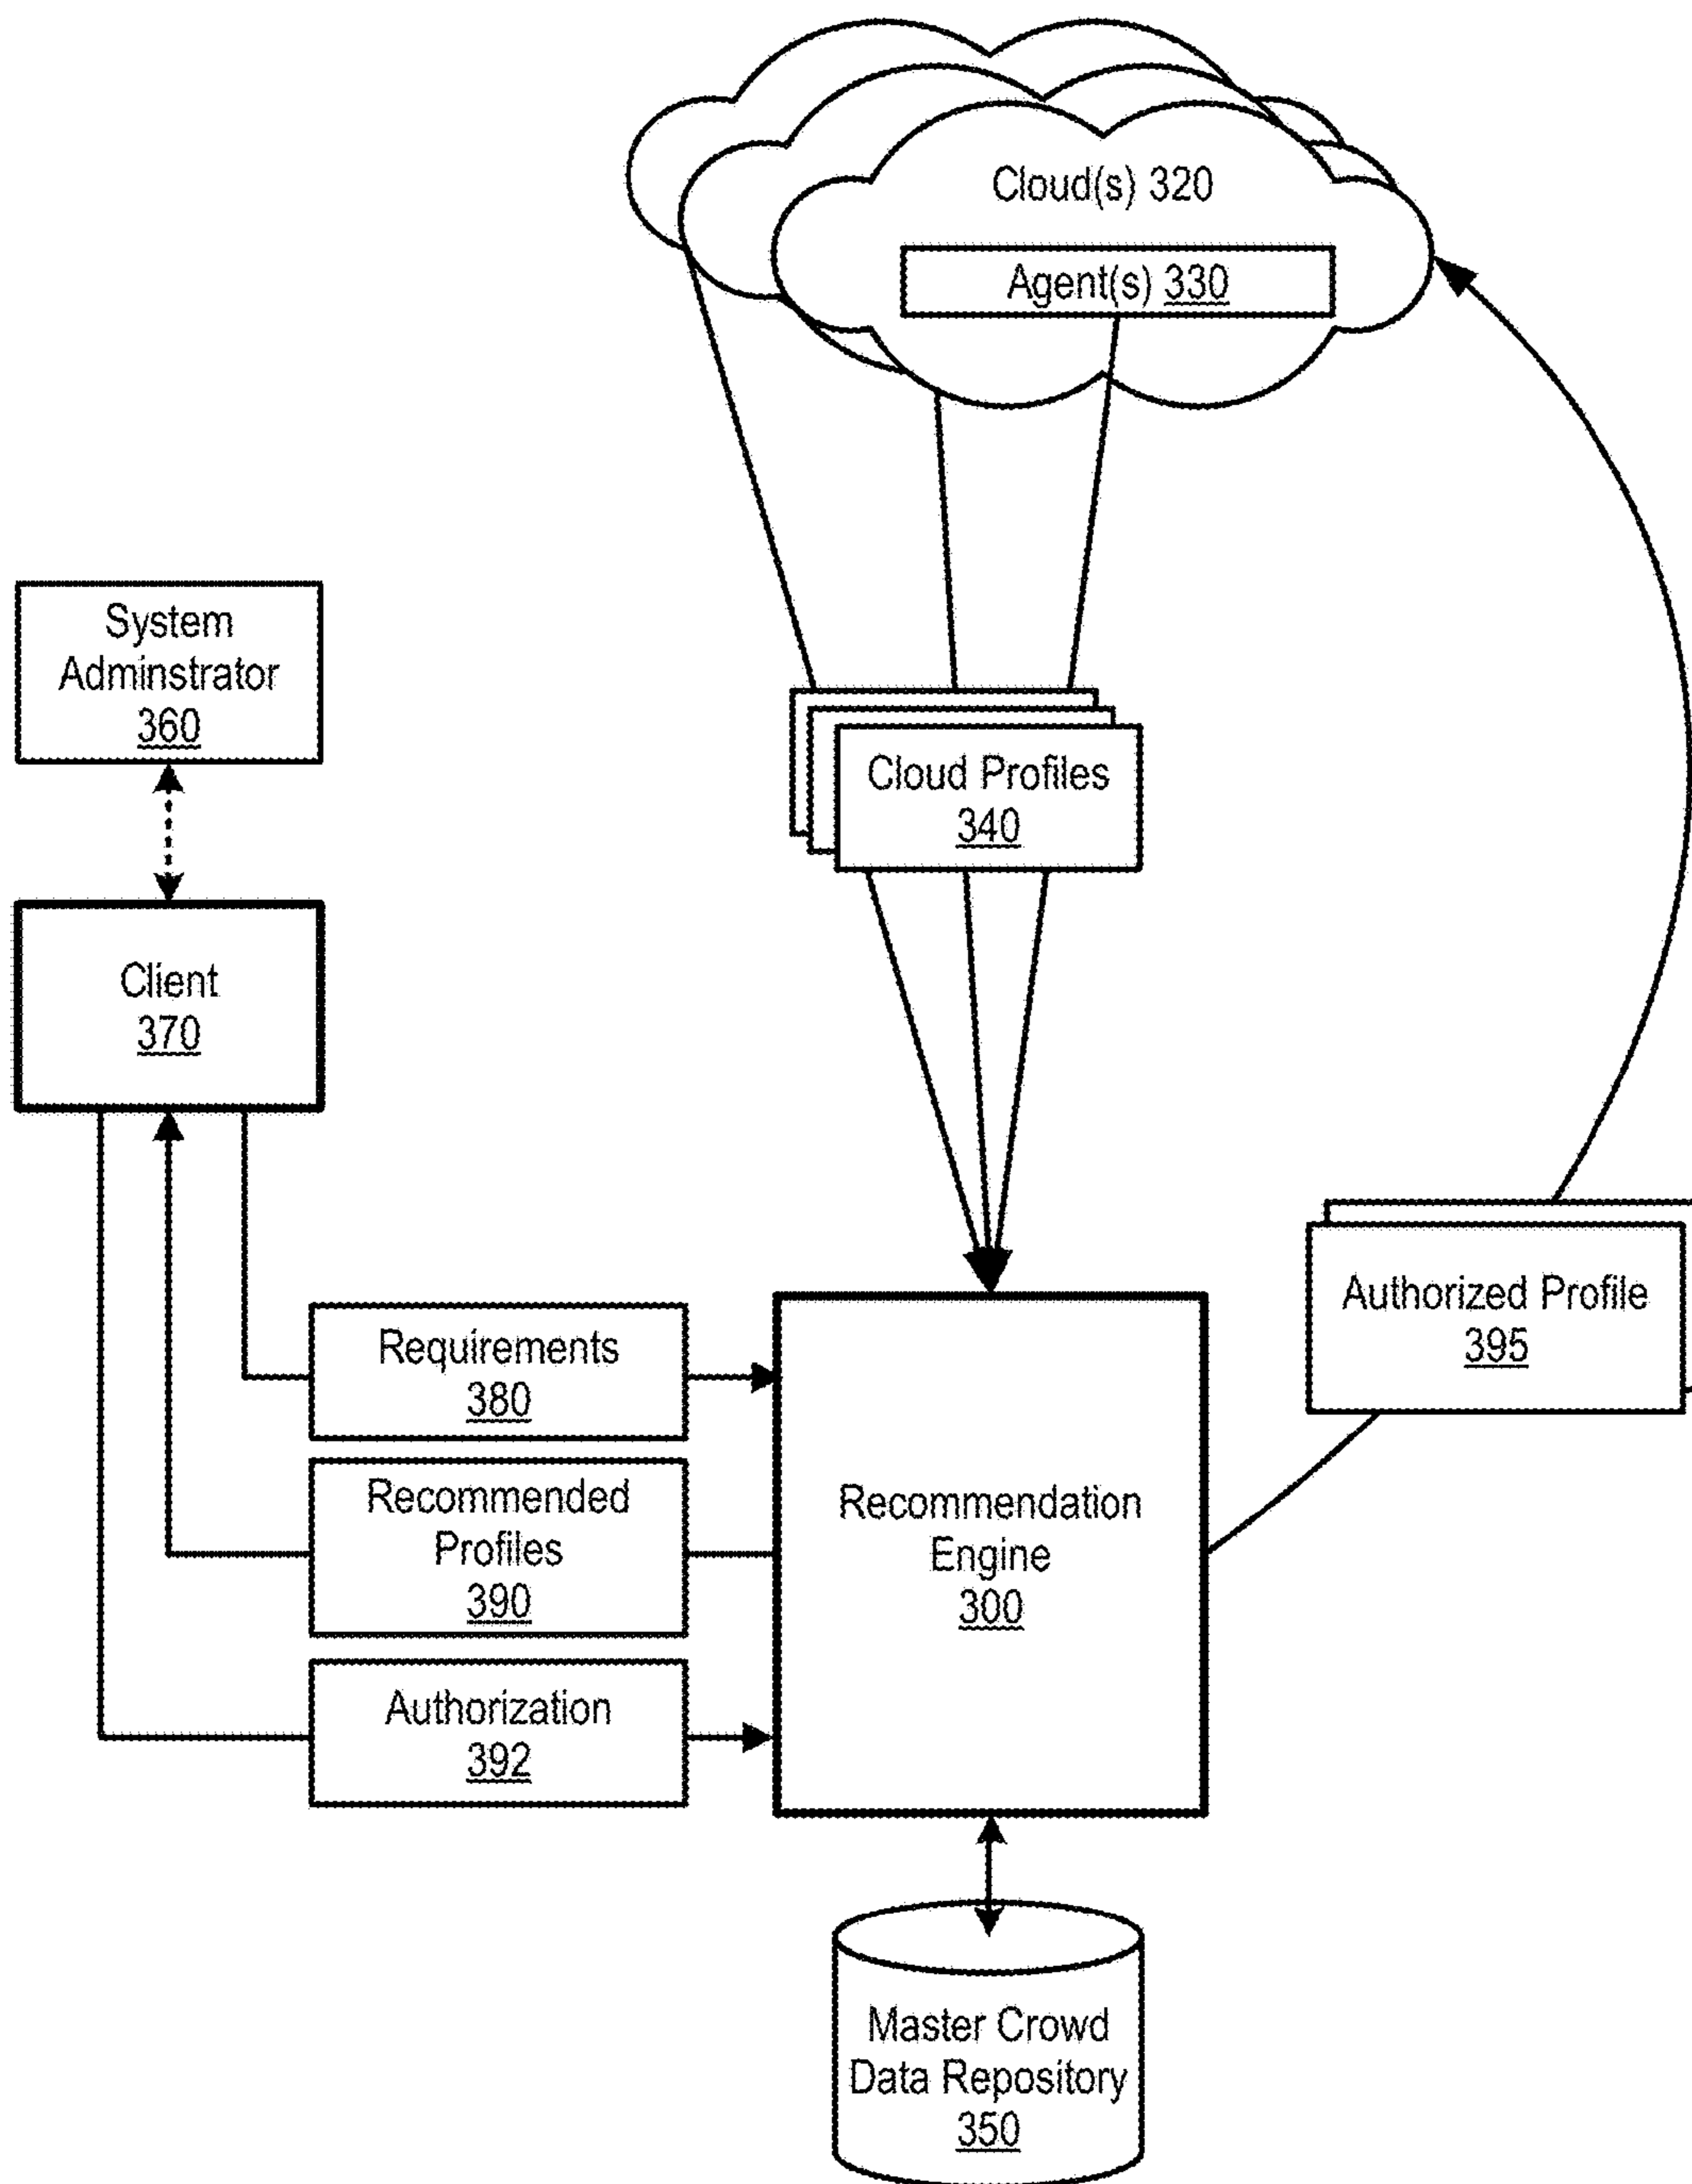 Cloud(s) 320
Agent(s) 330
System
Adminstrator
360
Cloud Profiles
340
Client
370
Authorized Profile
395
Requirements
380
Recommended
Profiles
390
Recommendation
Engine
300
Authorization
392
Master Crowd
Data Repository
350